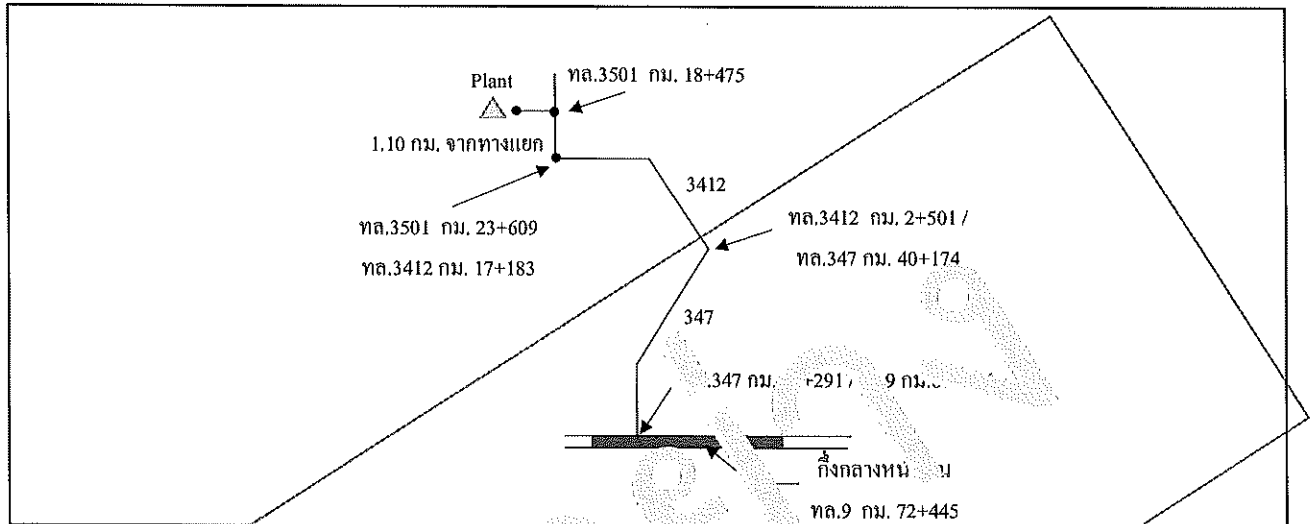 Plant
ทล.3501 กม. 18+475
1.10 กม. จากทางแยก
3412
ทล.3501 กม. 23+609
ทล.3412 กม. 17+183
ทล.3412 กม. 2+501 /
ทล.347 กม. 40+174
347
.347 กม. +291 / 9 กม.
กึ่งกลาง
ทล.9 กม. 72+445